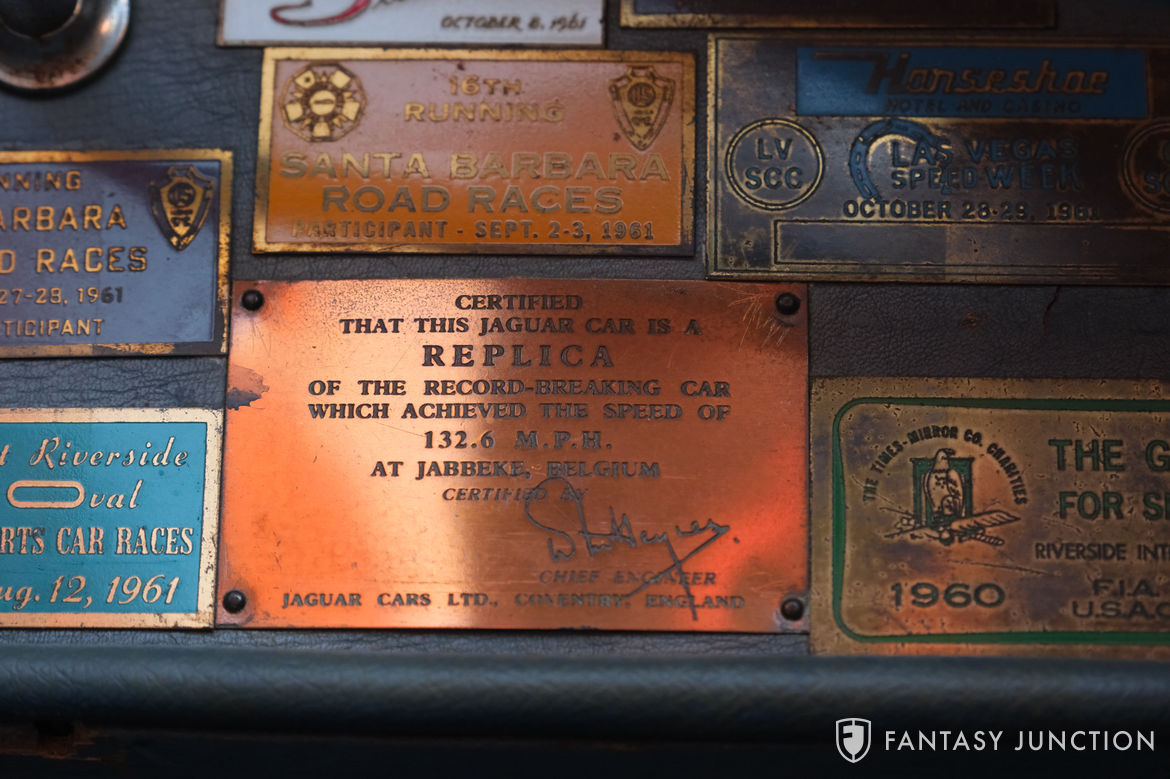 OCTOBER 8, 1961
16TH
RUNNING
SANTA BARBARA
ROAD RACES
PARTICIPANT - SEPT. 2-3, 1961
Horseshoe
HOTEL AND CASINO
LV
SCC
LAS VEGAS
SPEED WEEK
OCTOBER 28-29, 1961
NNING
ARBARA
D RACES
27-28, 1961
TICIPANT
CERTIFIED
THAT THIS JAGUAR CAR IS A
REPLICA
OF THE RECORD-BREAKING CAR
WHICH ACHIEVED THE SPEED OF
132.6 M.P.H.
AT JABBEKE, BELGIUM
CERTIFIED BY
CHIEF ENGINEER
JAGUAR CARS LTD., COVENTRY, ENGLAND
t Riverside
Oval
RTS CAR RACES
ug. 12, 1961
THE TIMES-MIRROR CO. CHARITIES
THE G
FOR S
RIVERSIDE INT
1960
F.I.A.
U.S.A.C
FANTASY JUNCTION